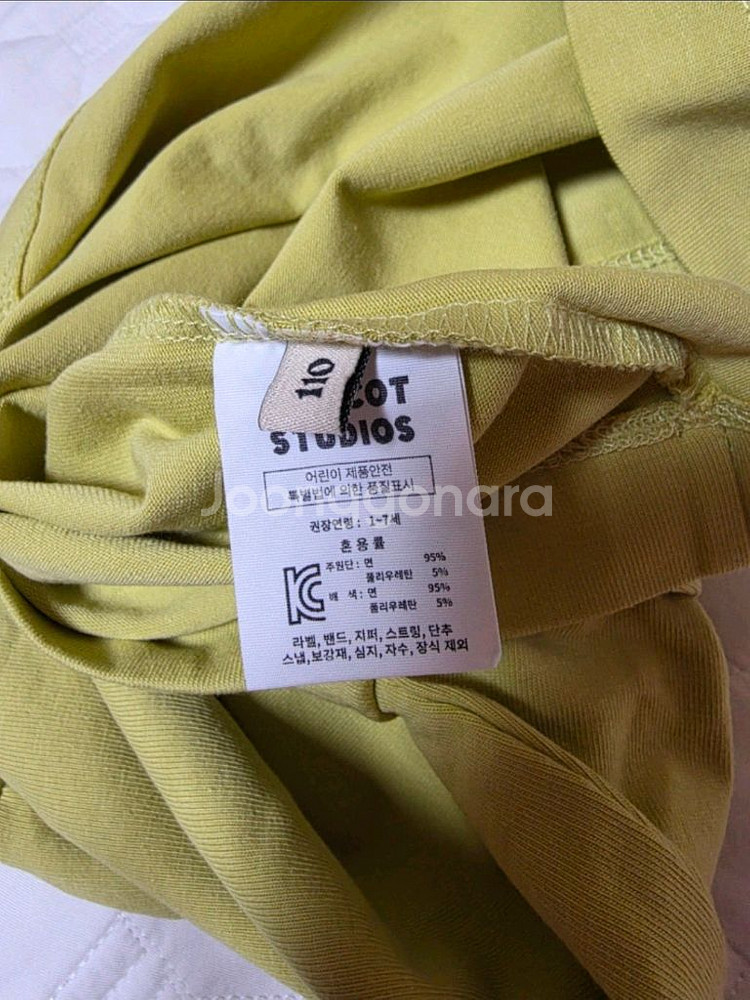 110
STUDIOS
어린이 제품안전
특별법에 의한 품질표시
Joonggonara
권장연령 : 1~7세
혼용률
주원단 : 면 95%
폴리우레탄 5%
배 색 : 면 95%
폴리우레탄 5%
라벨, 밴드, 지퍼, 스트링, 단추
스냅,보강재, 심지, 자수, 장식 제외